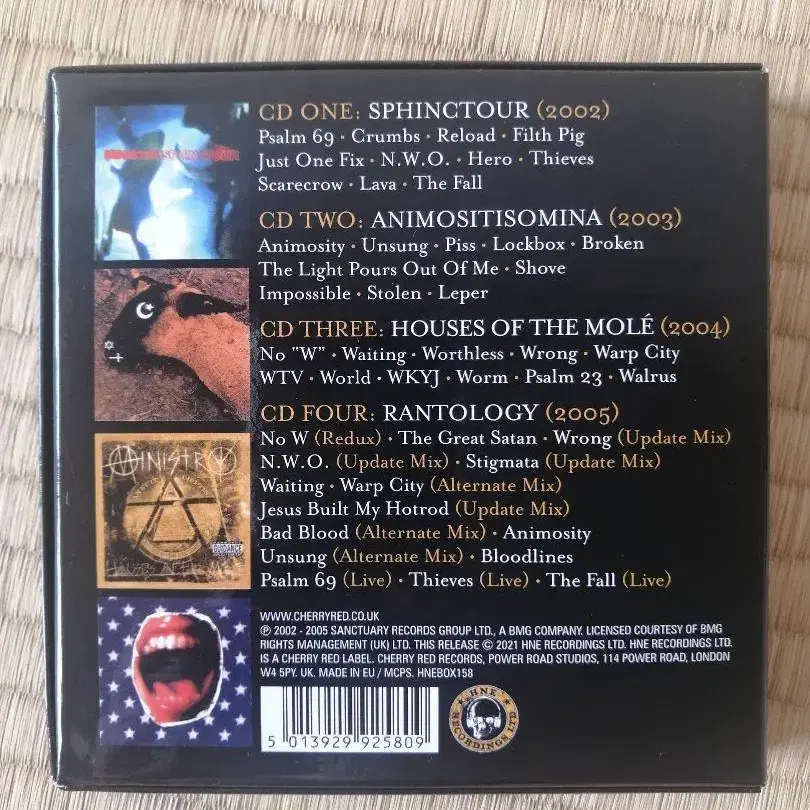 CD ONE: SPHINCTOUR (2002)
Psalm 69 · Crumbs · Reload · Filth Pig
Just One Fix · N.W.O. · Hero · Thieves
Scarecrow · Lava · The Fall
CD TWO: ANIMOSITISOMINA (2003)
Animosity · Unsung · Piss · Lockbox · Broken
The Light Pours Out Of Me · Shove
Impossible · Stolen · Leper
CD THREE: HOUSES OF THE MOLÉ (2004)
No "W" · Waiting · Worthless · Wrong · Warp City
WTV · World · WKYJ · Worm · Psalm 23 · Walrus
MINISTRY
GUIDANCE
CD FOUR: RANTOLOGY (2005)
No W (Redux) · The Great Satan · Wrong (Update Mix)
N.W.O. (Update Mix) · Stigmata (Update Mix)
Waiting · Warp City (Alternate Mix)
Jesus Built My Hotrod (Update Mix)
Bad Blood (Alternate Mix) · Animosity
Unsung (Alternate Mix) · Bloodlines
Psalm 69 (Live) · Thieves (Live) · The Fall (Live)
WWW.CHERRYRED.CO.UK
℗ 2002 - 2005 SANCTUARY RECORDS GROUP LTD., A BMG COMPANY. LICENSED COURTESY OF BMG
RIGHTS MANAGEMENT (UK) LTD. THIS RELEASE © 2021 HNE RECORDINGS LTD. HNE RECORDINGS LTD.
IS A CHERRY RED LABEL. CHERRY RED RECORDS, POWER ROAD STUDIOS, 114 POWER ROAD, LONDON
W4 5PY. UK. MADE IN EU / MCPS. HNEBOX158
5 013929 925809
HNE
RECORDINGS LTD